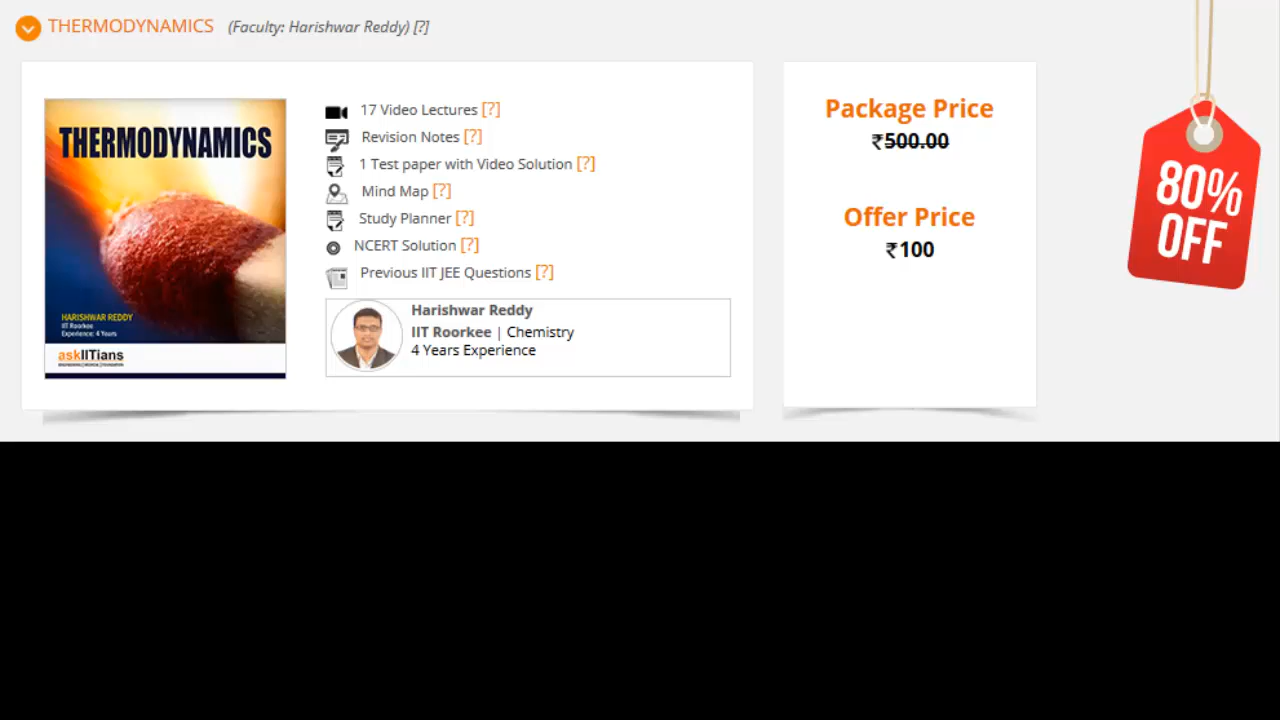 THERMODYNAMICS (Faculty: Harishwar Reddy) [?]
THERMODYNAMICS
HARISHWAR REDDY
IIT Roorkee
Experience: 4 Years
askIITians
17 Video Lectures [?]
Revision Notes [?]
1 Test paper with Video Solution [?]
Mind Map [?]
Study Planner [?]
NCERT Solution [?]
Previous IIT JEE Questions [?]
Harishwar Reddy
IIT Roorkee | Chemistry
4 Years Experience
Package Price
₹500.00
Offer Price
₹100
80%
OFF